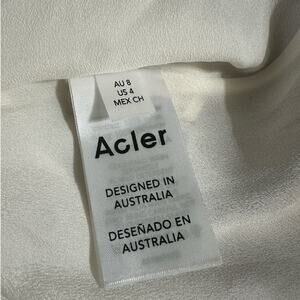 AU 8
US 4
MEX CH
Acler
DESIGNED IN
AUSTRALIA
DESEÑADO EN
AUSTRALIA